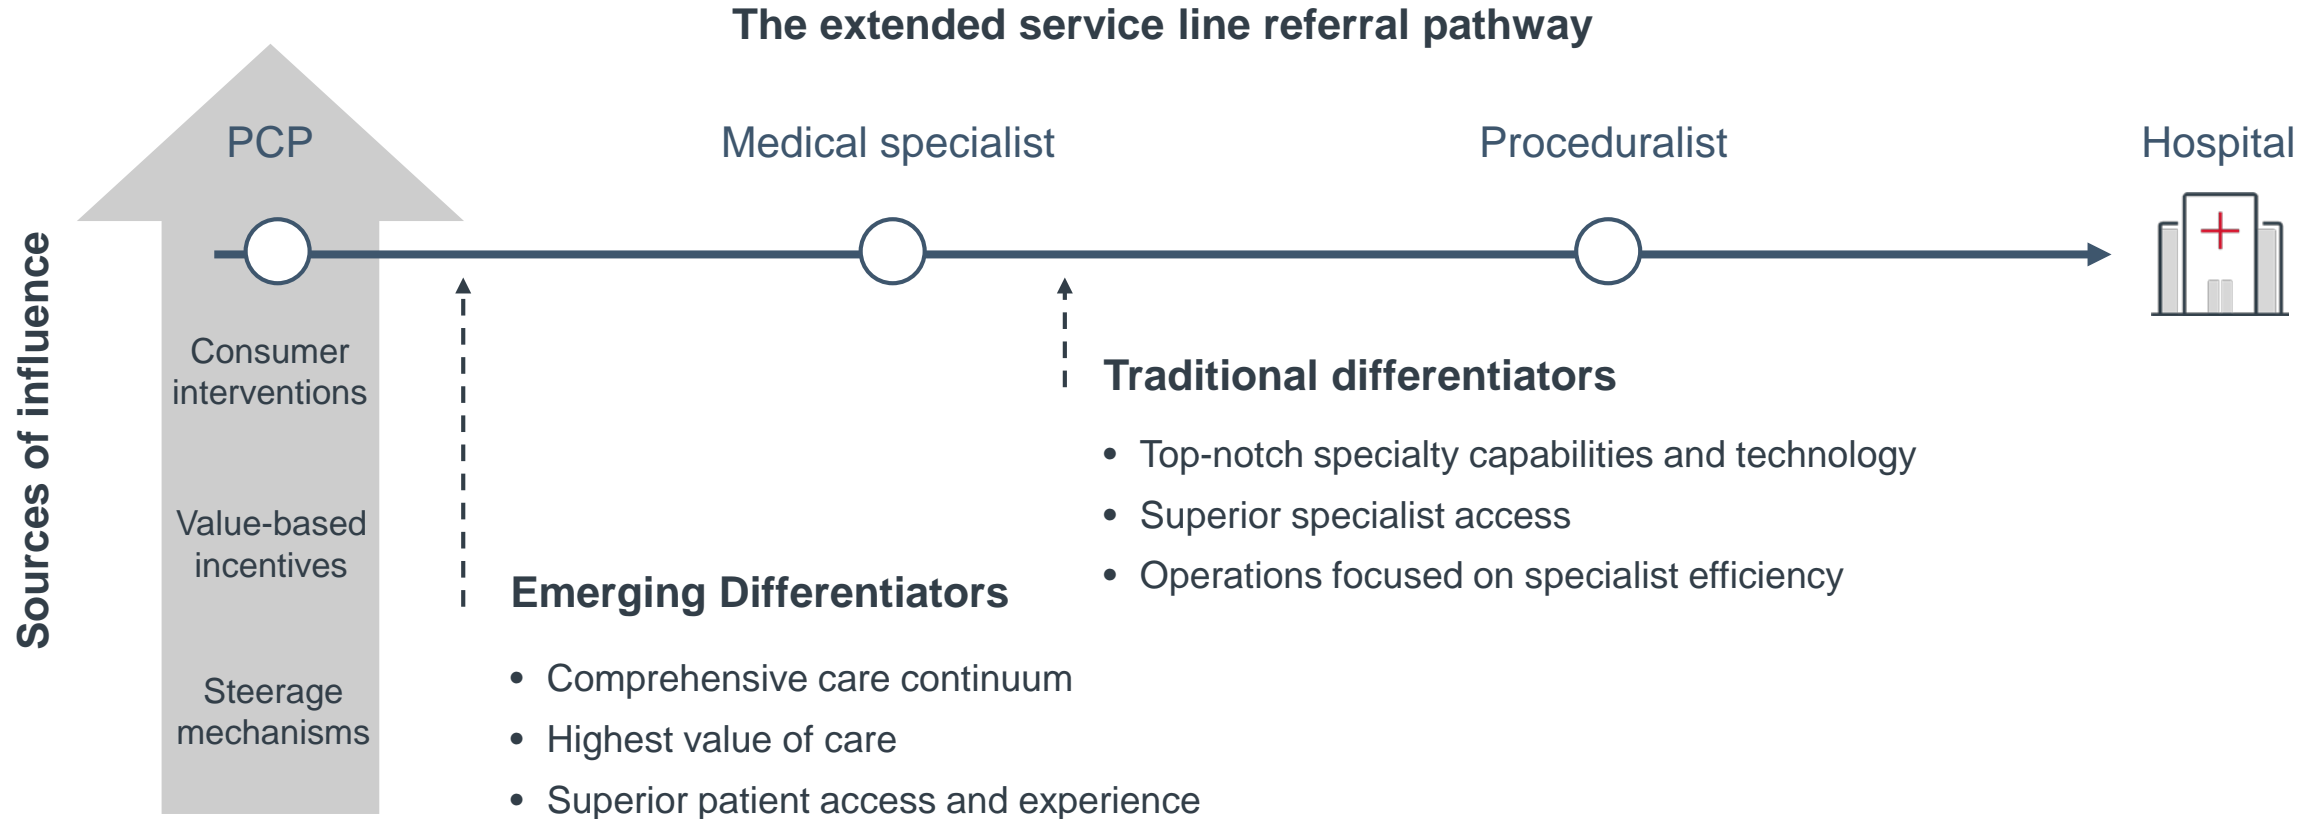 The extended service line referral pathway
PCP
Medical specialist
Proceduralist
Hospital
Sources of influence
Consumer
interventions
Value-based
incentives
Steerage
mechanisms
Traditional differentiators
• Top-notch specialty capabilities and technology
• Superior specialist access
• Operations focused on specialist efficiency
Emerging Differentiators
• Comprehensive care continuum
• Highest value of care
• Superior patient access and experience